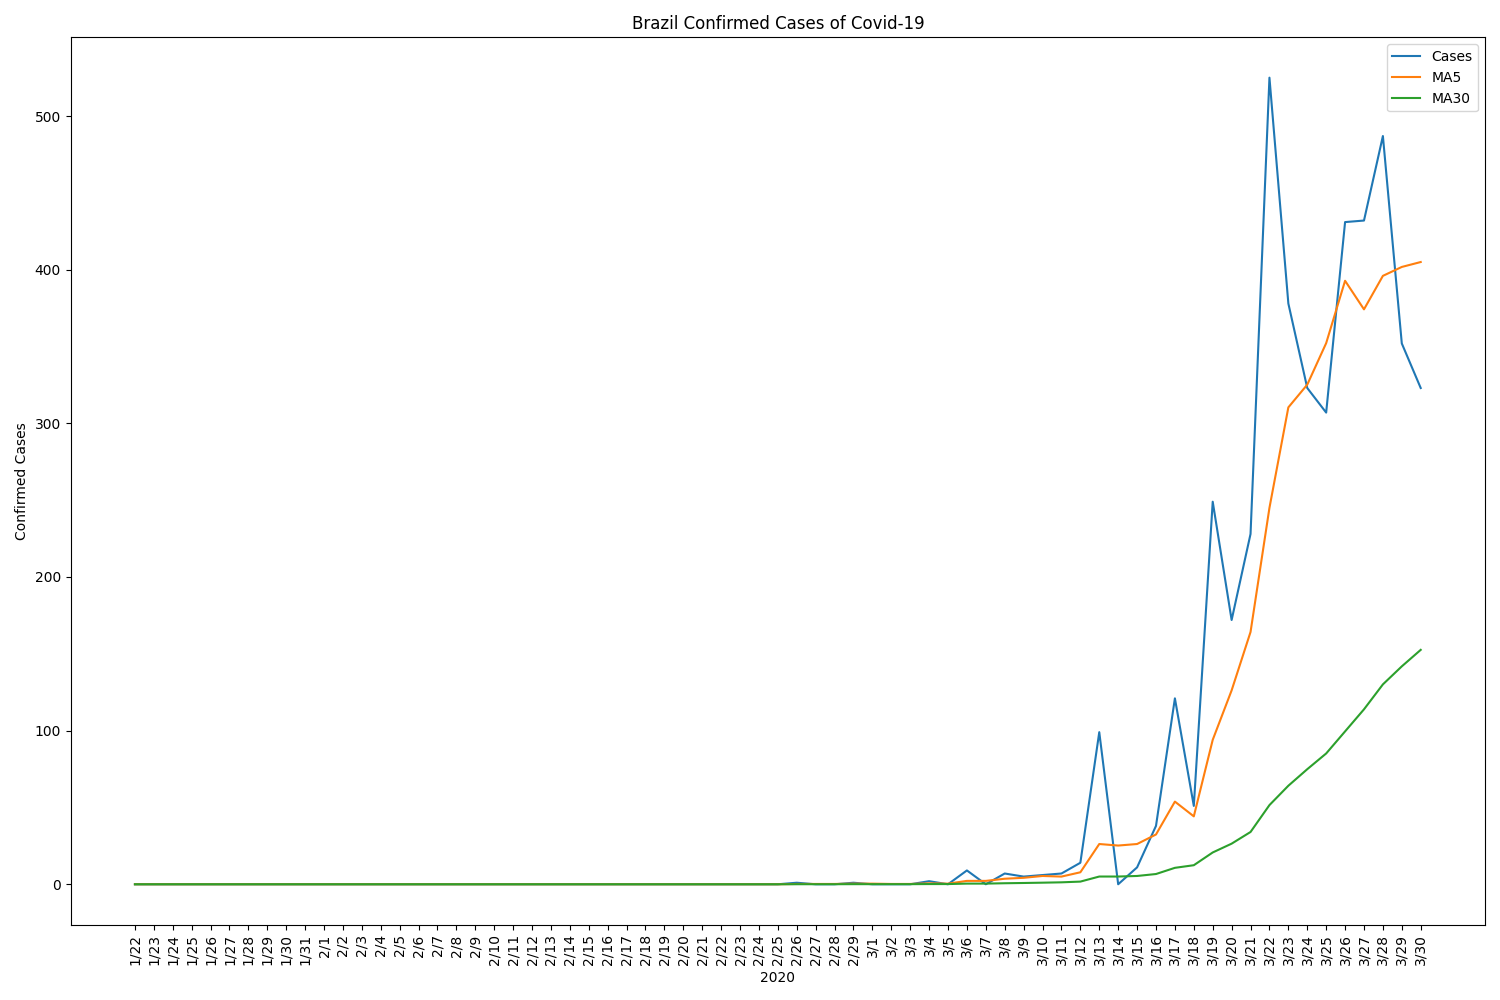 Brazil Confirmed Cases of Covid-19
Cases
MA5
MA30
Confirmed Cases
500
400
300
200
100
0
1/22 1/23 1/24 1/25 1/26 1/27 1/28 1/29 1/30 1/31 2/1 2/2 2/3 2/4 2/5 2/6 2/7 2/8 2/9 2/10 2/11 2/12 2/13 2/14 2/15 2/16 2/17 2/18 2/19 2/20 2/21 2/22 2/23 2/24 2/25 2/26 2/27 2/28 2/29 3/1 3/2 3/3 3/4 3/5 3/6 3/7 3/8 3/9 3/10 3/11 3/12 3/13 3/14 3/15 3/16 3/17 3/18 3/19 3/20 3/21 3/22 3/23 3/24 3/25 3/26 3/27 3/28 3/29 3/30
2020